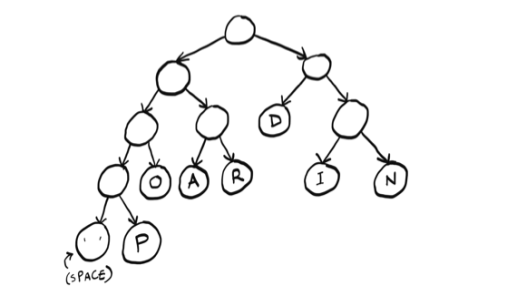 D
O A R I N
' ' P
(SPACE)